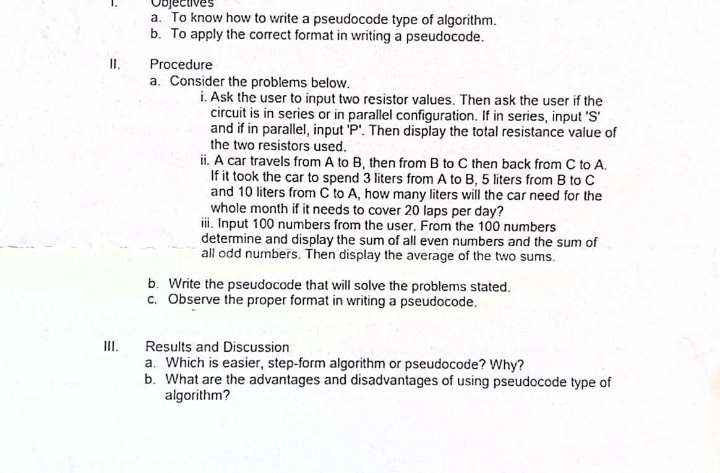 I. Objectives
a. To know how to write a pseudocode type of algorithm.
b. To apply the correct format in writing a pseudocode.
II. Procedure
a. Consider the problems below.
i. Ask the user to input two resistor values. Then ask the user if the
circuit is in series or in parallel configuration. If in series, input 'S'
and if in parallel, input 'P'. Then display the total resistance value of
the two resistors used.
ii. A car travels from A to B, then from B to C then back from C to A.
If it took the car to spend 3 liters from A to B, 5 liters from B to C
and 10 liters from C to A, how many liters will the car need for the
whole month if it needs to cover 20 laps per day?
iii. Input 100 numbers from the user. From the 100 numbers
determine and display the sum of all even numbers and the sum of
all odd numbers. Then display the average of the two sums.
b. Write the pseudocode that will solve the problems stated.
c. Observe the proper format in writing a pseudocode.
III. Results and Discussion
a. Which is easier, step-form algorithm or pseudocode? Why?
b. What are the advantages and disadvantages of using pseudocode type of
algorithm?